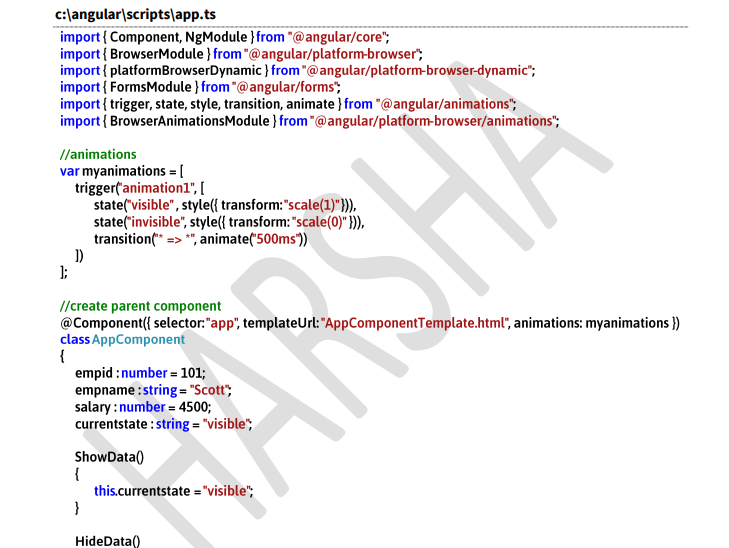 c:\angular\scripts\app.ts
import { Component, NgModule } from "@angular/core";
import { BrowserModule } from "@angular/platform-browser";
import { platformBrowserDynamic } from "@angular/platform-browser-dynamic";
import { FormsModule } from "@angular/forms";
import { trigger, state, style, transition, animate } from "@angular/animations";
import { BrowserAnimationsModule } from "@angular/platform-browser/animations";
//animations
var myanimations = [
trigger("animation1", [
state("visible" , style({ transform: "scale(1)" })),
state("invisible", style({ transform: "scale(0)" })),
transition("* => *", animate("500ms"))
])
];
//create parent component
@Component({ selector: "app", templateUrl: "AppComponentTemplate.html", animations: myanimations })
class AppComponent
{
empid : number = 101;
empname : string = "Scott";
salary : number = 4500;
currentstate : string = "visible";
ShowData()
{
this.currentstate = "visible";
}
HideData()
HARSHA